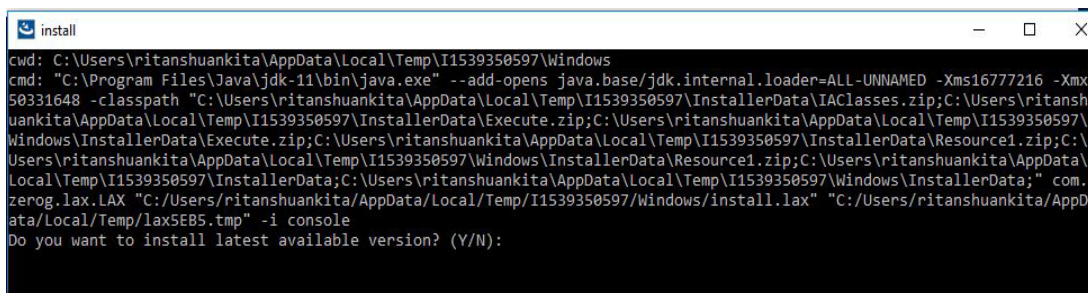 install
cwd: C:\Users\ritanshuankita\AppData\Local\Temp\I1539350597\Windows
cmd: "C:\Program Files\Java\jdk-11\bin\java.exe" --add-opens java.base/jdk.internal.loader=ALL-UNNAMED -Xms16777216 -Xmx
50331648 -classpath "C:\Users\ritanshuankita\AppData\Local\Temp\I1539350597\InstallerData\IAClasses.zip;C:\Users\ritansh
uankita\AppData\Local\Temp\I1539350597\InstallerData\Execute.zip;C:\Users\ritanshuankita\AppData\Local\Temp\I1539350597\
Windows\InstallerData\Execute.zip;C:\Users\ritanshuankita\AppData\Local\Temp\I1539350597\InstallerData\Resource1.zip;C:\
Users\ritanshuankita\AppData\Local\Temp\I1539350597\Windows\InstallerData\Resource1.zip;C:\Users\ritanshuankita\AppData\
Local\Temp\I1539350597\InstallerData;C:\Users\ritanshuankita\AppData\Local\Temp\I1539350597\Windows\InstallerData;" com.
zerog.lax.LAX "C:/Users/ritanshuankita/AppData/Local/Temp/I1539350597/Windows/install.lax" "C:/Users/ritanshuankita/AppD
ata/Local/Temp/lax5EB5.tmp" -i console
Do you want to install latest available version? (Y/N):